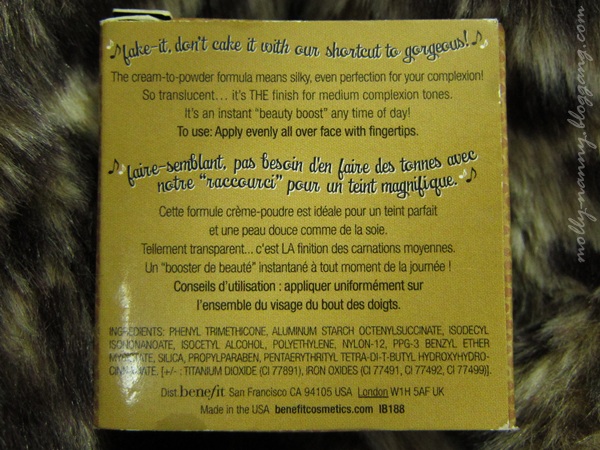 fake-it, don't cake it with our shortcut to gorgeous!
The cream-to-powder formula means silky, even perfection for your complexion!
So translucent... it's THE finish for medium complexion tones.
It's an instant "beauty boost" any time of day!
To use: Apply evenly all over face with fingertips.
faire-semblant, pas besoin d'en faire des tonnes avec
notre "raccourci" pour un teint magnifique.
Cette formule crème-poudre est idéale pour un teint parfait
et une peau douce comme de la soie.
Tellement transparent... c'est LA finition des carnations moyennes.
Un "booster de beauté" instantané à tout moment de la journée !
Conseils d'utilisation : appliquer uniformément sur
l'ensemble du visage du bout des doigts.
INGREDIENTS: PHENYL TRIMETHICONE, ALUMINUM STARCH OCTENYLSUCCINATE, ISODECYL
ISONONANOATE, ISOCETYL ALCOHOL, POLYETHYLENE, NYLON-12, PPG-3 BENZYL ETHER
MYRISTATE, SILICA, PROPYLPARABEN, PENTAERYTHRITYL TETRA-DI-T-BUTYL HYDROXYHYDRO-
CINNAMATE, [+/- : TITANIUM DIOXIDE (CI 77891), IRON OXIDES (CI 77491, CI 77492, CI 77499)].
Dist. benefit San Francisco CA 94105 USA London W1H 5AF UK
Made in the USA benefitcosmetics.com IB188
molly-nanny.bloggang.com